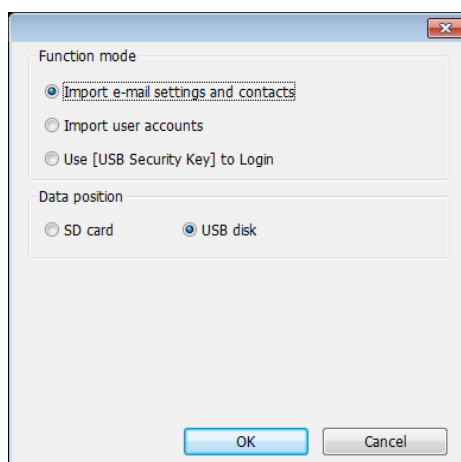 Function mode
Import e-mail settings and contacts
Import user accounts
Use [USB Security Key] to Login
Data position
SD card USB disk
OK Cancel